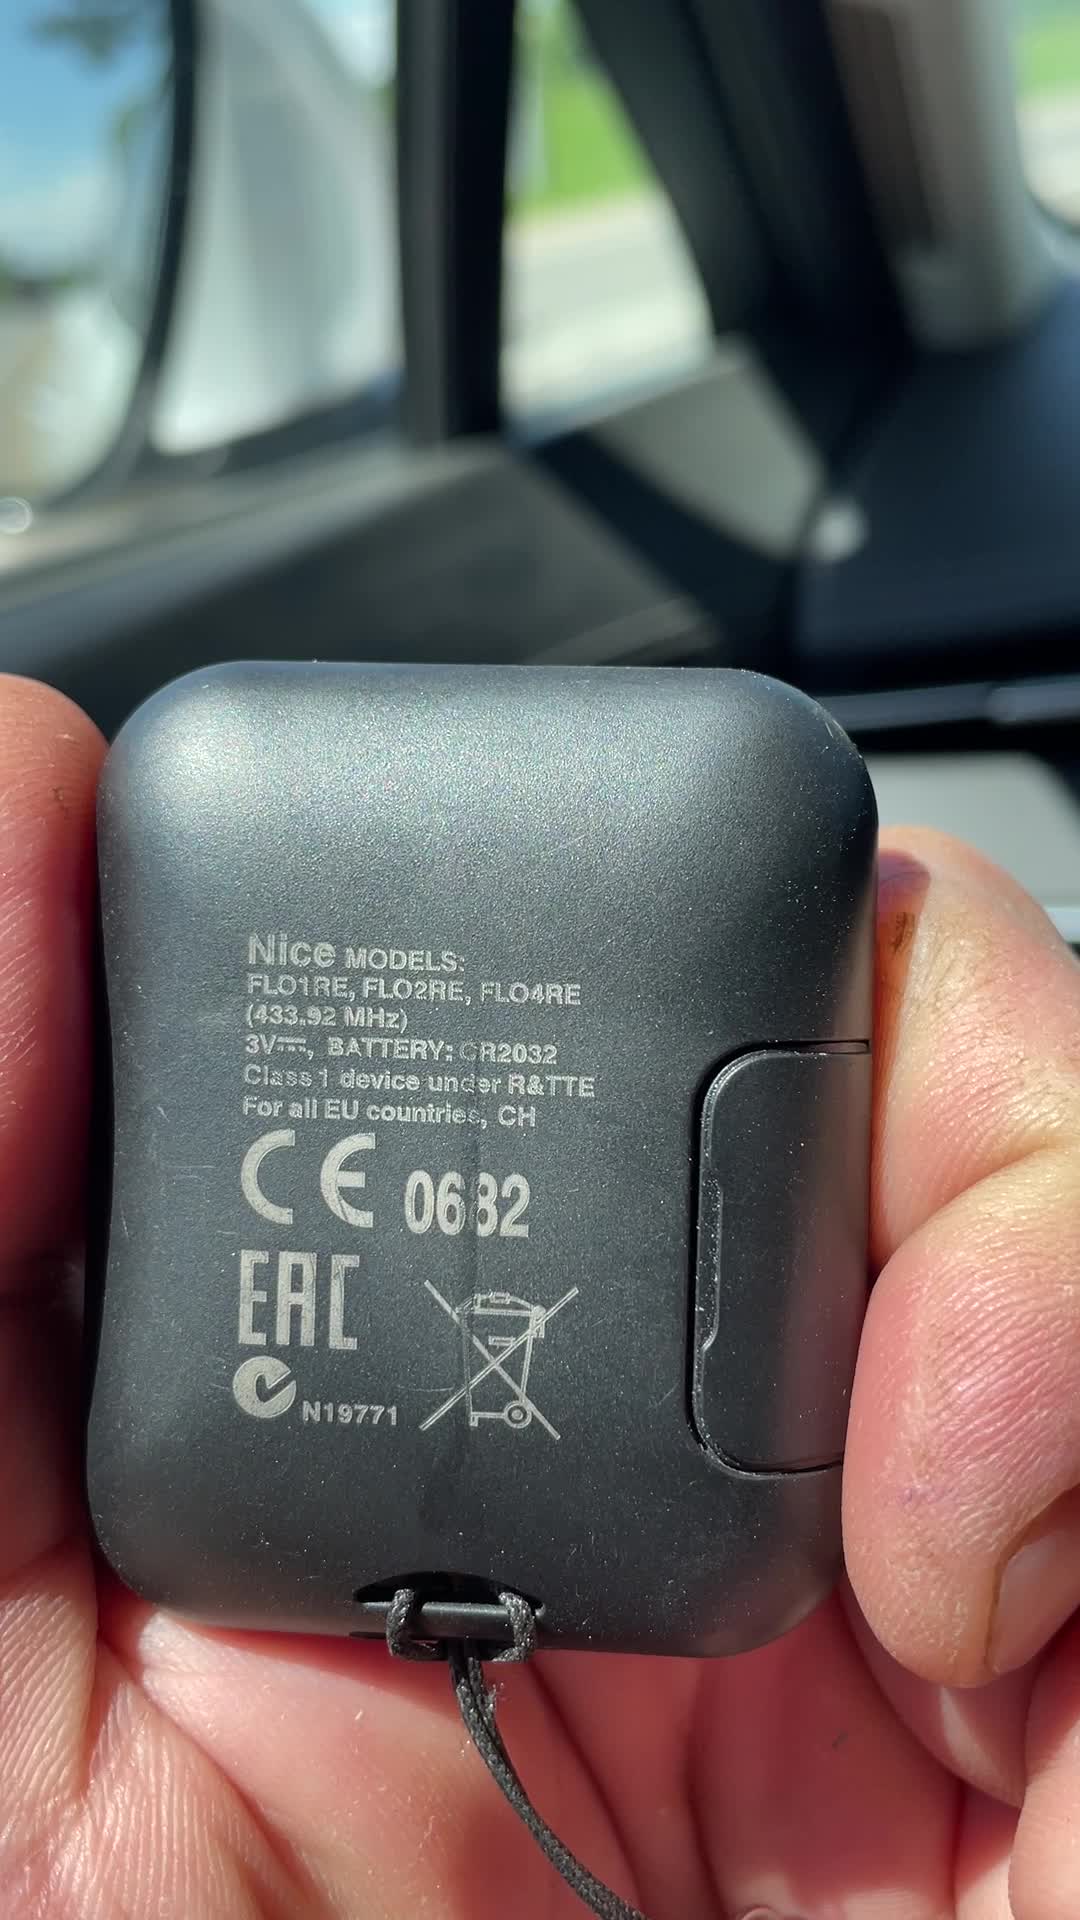 Nice MODELS:
FLO1RE, FLO2RE, FLO4RE
(433.92 MHz)
3V⎓, BATTERY: CR2032
Class 1 device under R&TTE
For all EU countries, CH
CE 0682
EAC
N19771